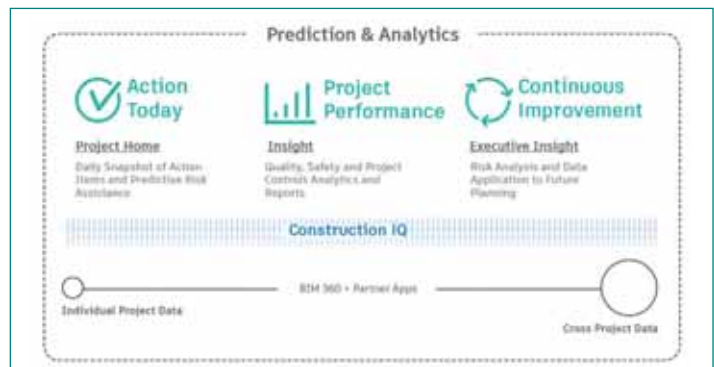 Prediction & Analytics
Action
Today
Project
Performance
Continuous
Improvement
Project Home
Insight
Executive Insight
Daily Snapshot of Action
Items and Predictive Risk
Assistance
Quality, Safety and Project
Controls Analytics and
Reports
Risk Analysis and Data
Application to Future
Planning
Construction IQ
BIM 360 + Partner Apps
Individual Project Data
Cross Project Data